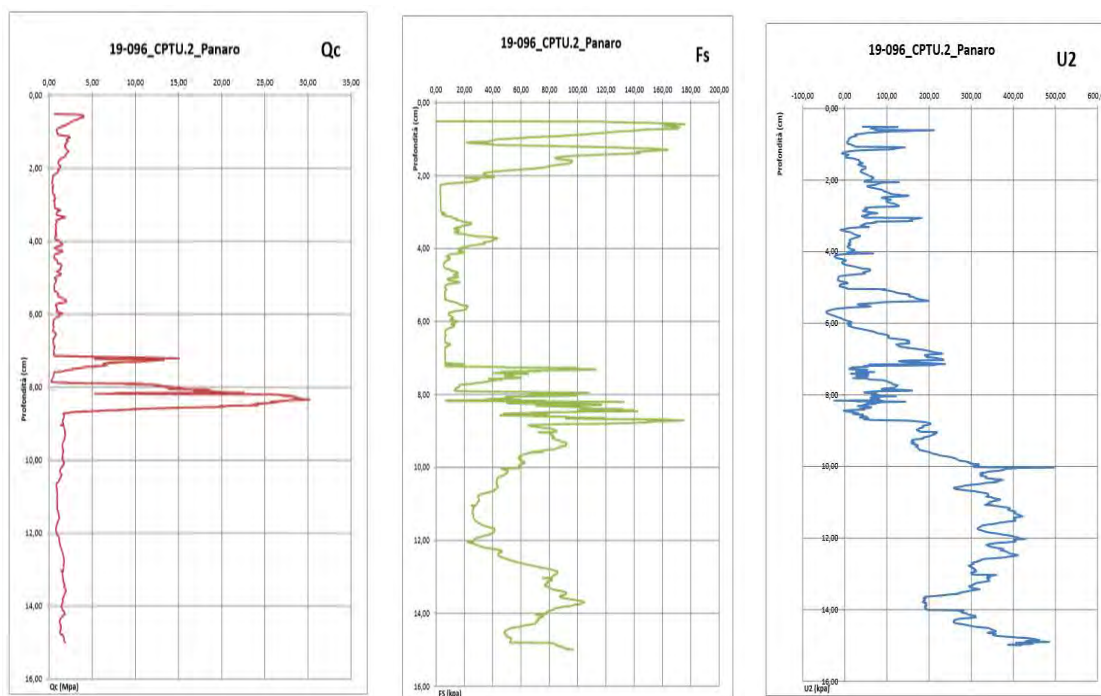 19-096_CPTU.2_Panaro
Qc
0,00 5,00 10,00 15,00 20,00 25,00 30,00 35,00
0,00
2,00
4,00
6,00
8,00
10,00
12,00
14,00
16,00
Profondità (cm)
Qc (Mpa)
19-096_CPTU.2_Panaro
Fs
0,00 20,00 40,00 60,00 80,00 100,00 120,00 140,00 160,00 180,00 200,00
0,00
2,00
4,00
6,00
8,00
10,00
12,00
14,00
16,00
Profondità (cm)
FS (kpa)
19-096_CPTU.2_Panaro
U2
-100,00 0,00 100,00 200,00 300,00 400,00 500,00 600,0
0,00
2,00
4,00
6,00
8,00
10,00
12,00
14,00
16,00
Profondità (cm)
U2 (kpa)